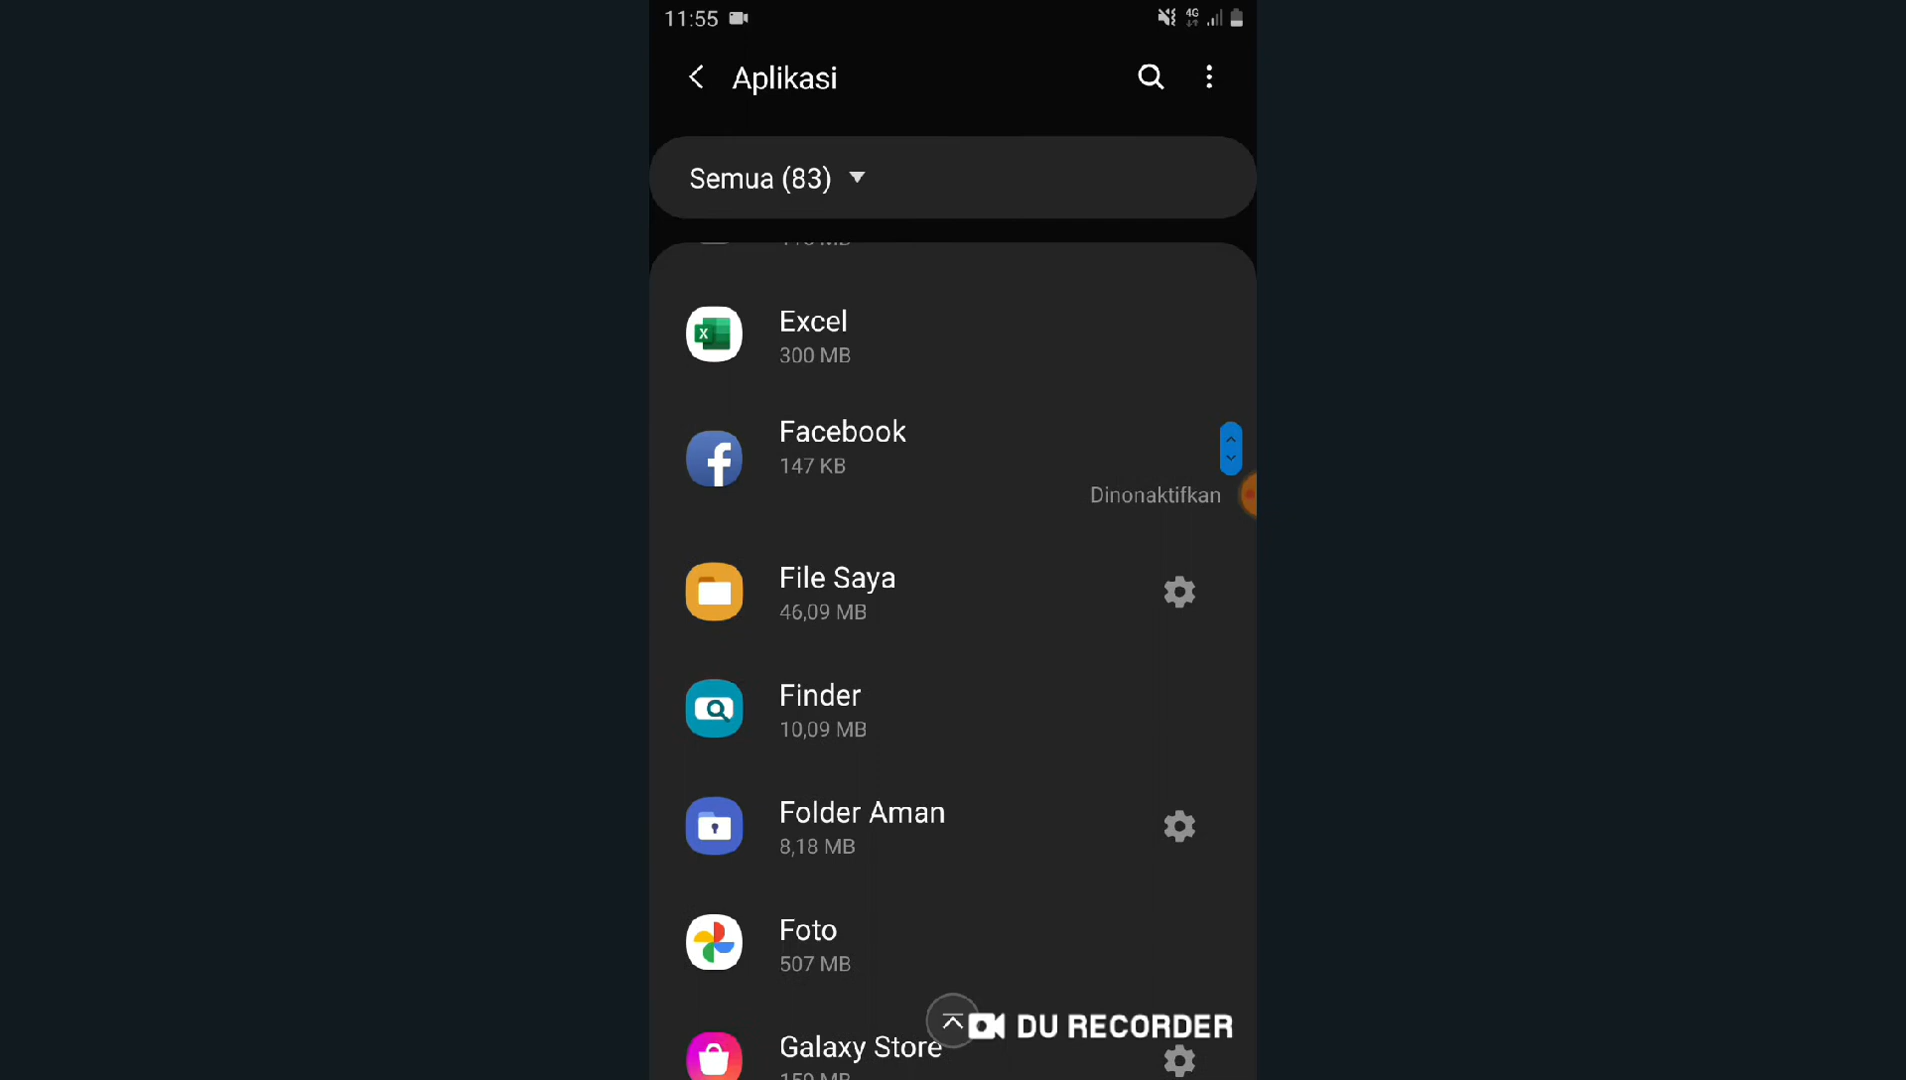 11:55
4G
Aplikasi
Semua (83)
Excel
300 MB
Facebook
147 KB
Dinonaktifkan
File Saya
46,09 MB
Finder
10,09 MB
Folder Aman
8,18 MB
Foto
507 MB
DU RECORDER
Galaxy Store